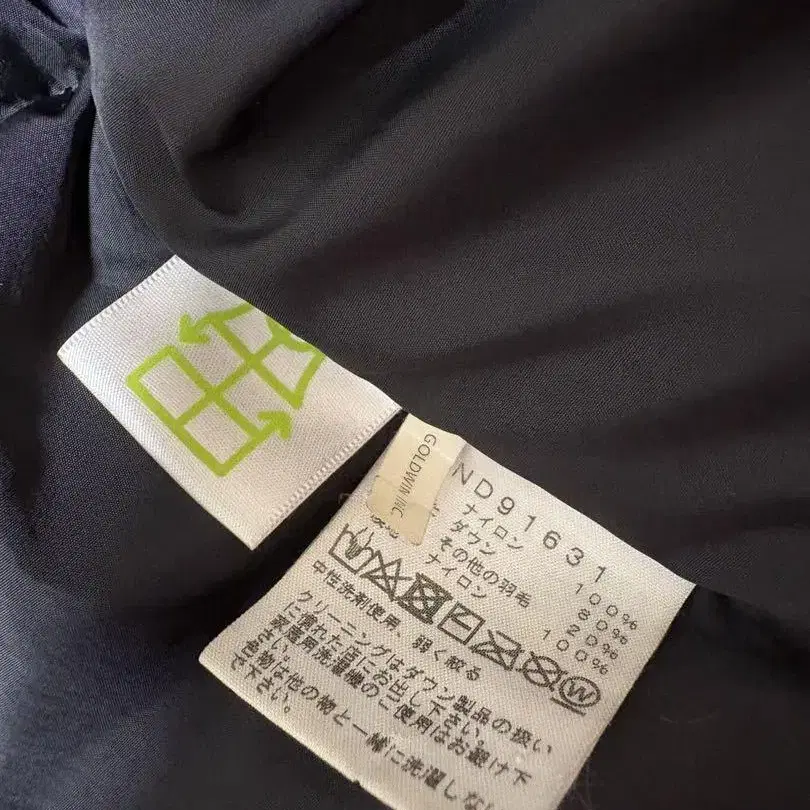 GOLDWIN INC
ND91631
ナイロン 100%
ダウン 80%
その他の羽毛 20%
ナイロン 100%
中性洗剤使用、弱く絞る
クリーニングはダウン製品の扱い
に慣れた店にお出し下さい。
家庭用洗濯機のご使用はお避け下
さい。
色物は他の物と一緒に洗濯しない
で下さい。